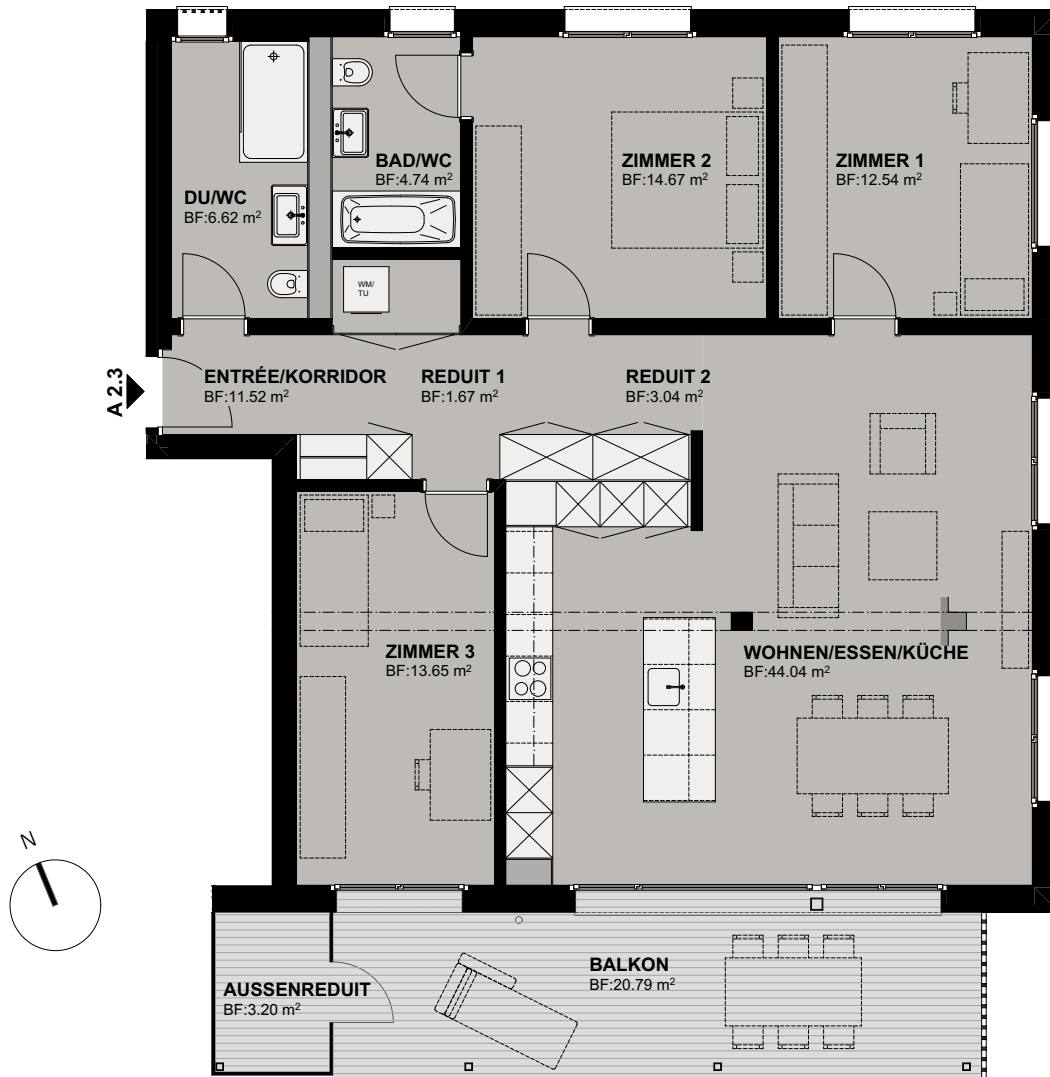 BAD/WC
BF:4.74 m²
ZIMMER 2
BF:14.67 m²
ZIMMER 1
BF:12.54 m²
DU/WC
BF:6.62 m²
WM/
TU
A 2.3
ENTRÉE/KORRIDOR
BF:11.52 m²
REDUIT 1
BF:1.67 m²
REDUIT 2
BF:3.04 m²
ZIMMER 3
BF:13.65 m²
WOHNEN/ESSEN/KÜCHE
BF:44.04 m²
N
BALKON
BF:20.79 m²
AUSSENREDUIT
BF:3.20 m²